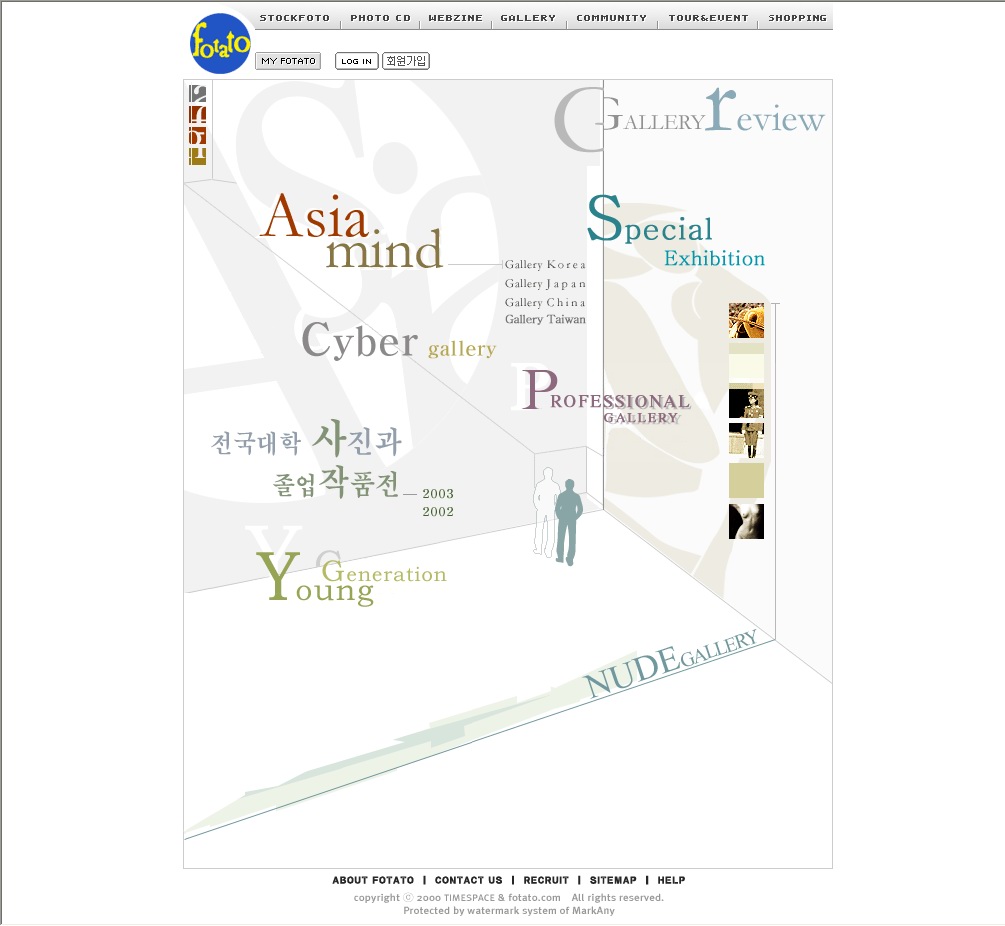 STOCKFOTO PHOTO CD WEBZINE GALLERY COMMUNITY TOUR&EVENT SHOPPING
fotato
MY FOTATO LOG IN 회원가입
GALLERY review
Asia
mind
Special
Exhibition
Gallery Korea
Gallery Japan
Gallery China
Gallery Taiwan
Cyber gallery
PROFESSIONAL
GALLERY
전국대학 사진과
졸업작품전 2003
2002
Young
Generation
NUDE GALLERY
ABOUT FOTATO | CONTACT US | RECRUIT | SITEMAP | HELP
copyright ⓒ 2000 TIMESPACE & fotato.com All rights reserved.
Protected by watermark system of MarkAny